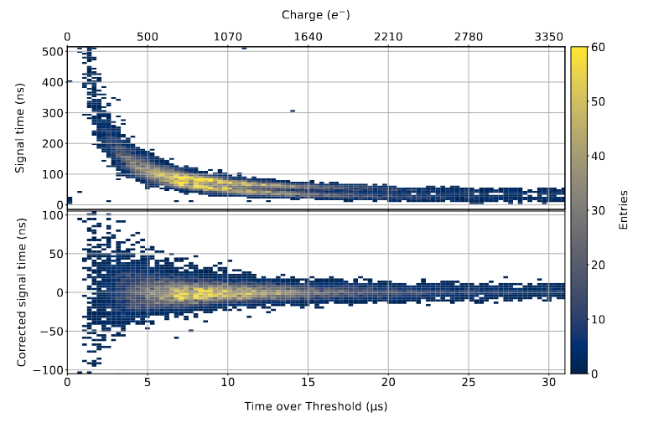 Charge (e⁻)
0 500 1070 1640 2210 2780 3350
500
400
300
200
100
0
Signal time (ns)
100
50
0
−50
−100
Corrected signal time (ns)
0 5 10 15 20 25 30
Time over Threshold (μs)
60
50
40
30
20
10
0
Entries